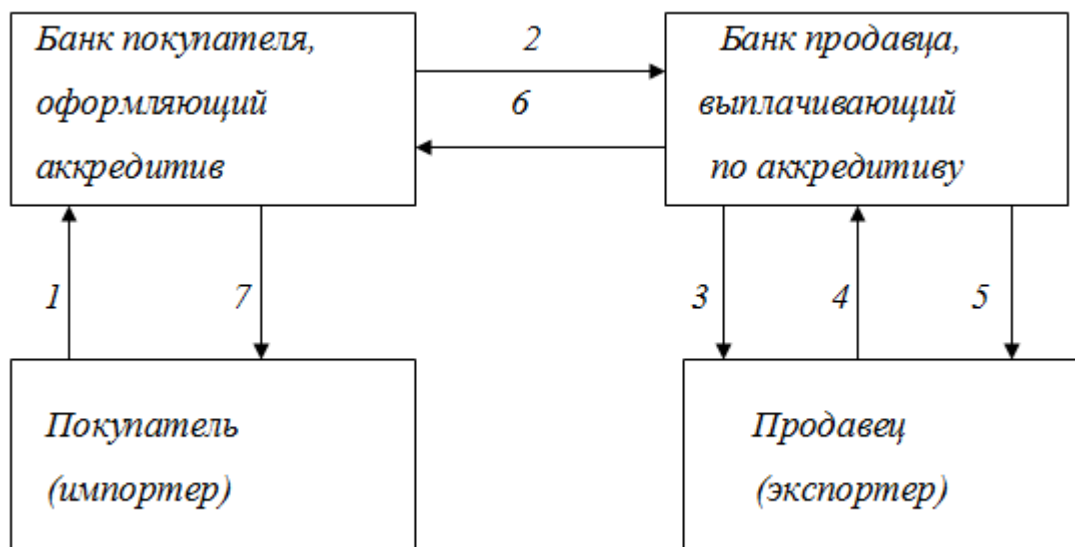 Банк покупателя,
оформляющий
аккредитив
2
6
Банк продавца,
выплачивающий
по аккредитиву
1
7
3
4
5
Покупатель
(импортер)
Продавец
(экспортер)